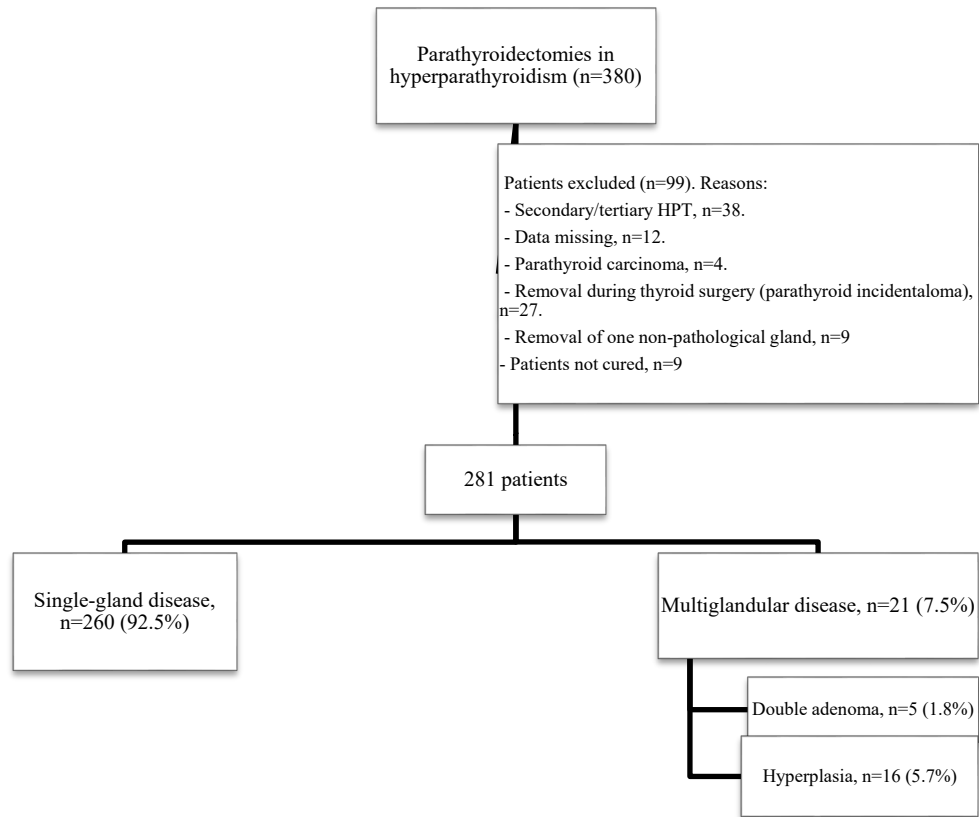 Parathyroidectomies in
hyperparathyroidism (n=380)
Patients excluded (n=99). Reasons:
- Secondary/tertiary HPT, n=38.
- Data missing, n=12.
- Parathyroid carcinoma, n=4.
- Removal during thyroid surgery (parathyroid incidentaloma),
n=27.
- Removal of one non-pathological gland, n=9
- Patients not cured, n=9
281 patients
Single-gland disease,
n=260 (92.5%)
Multiglandular disease, n=21 (7.5%)
Double adenoma, n=5 (1.8%)
Hyperplasia, n=16 (5.7%)